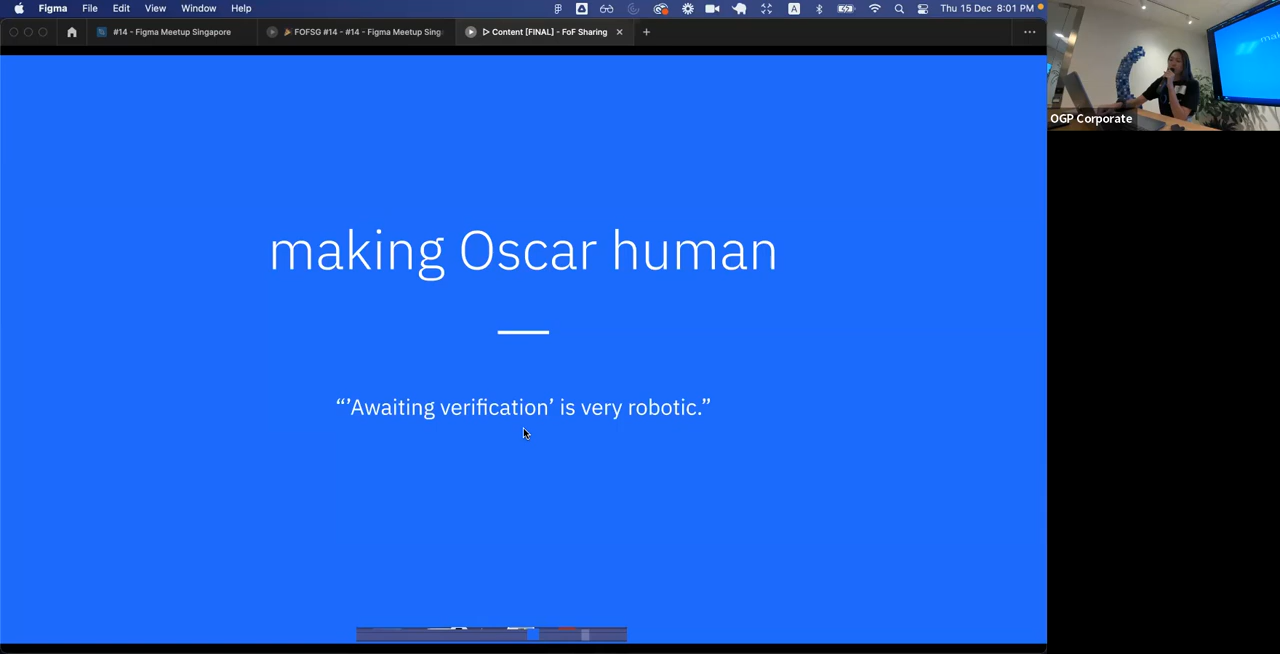 Figma File Edit View Window Help
A
Thu 15 Dec 8:01 PM
#14 - Figma Meetup Singapore
FOFSG #14 - #14 - Figma Meetup Sing
Content [FINAL] - FoF Sharing
making Oscar human
“’Awaiting verification’ is very robotic.”
OGP Corporate